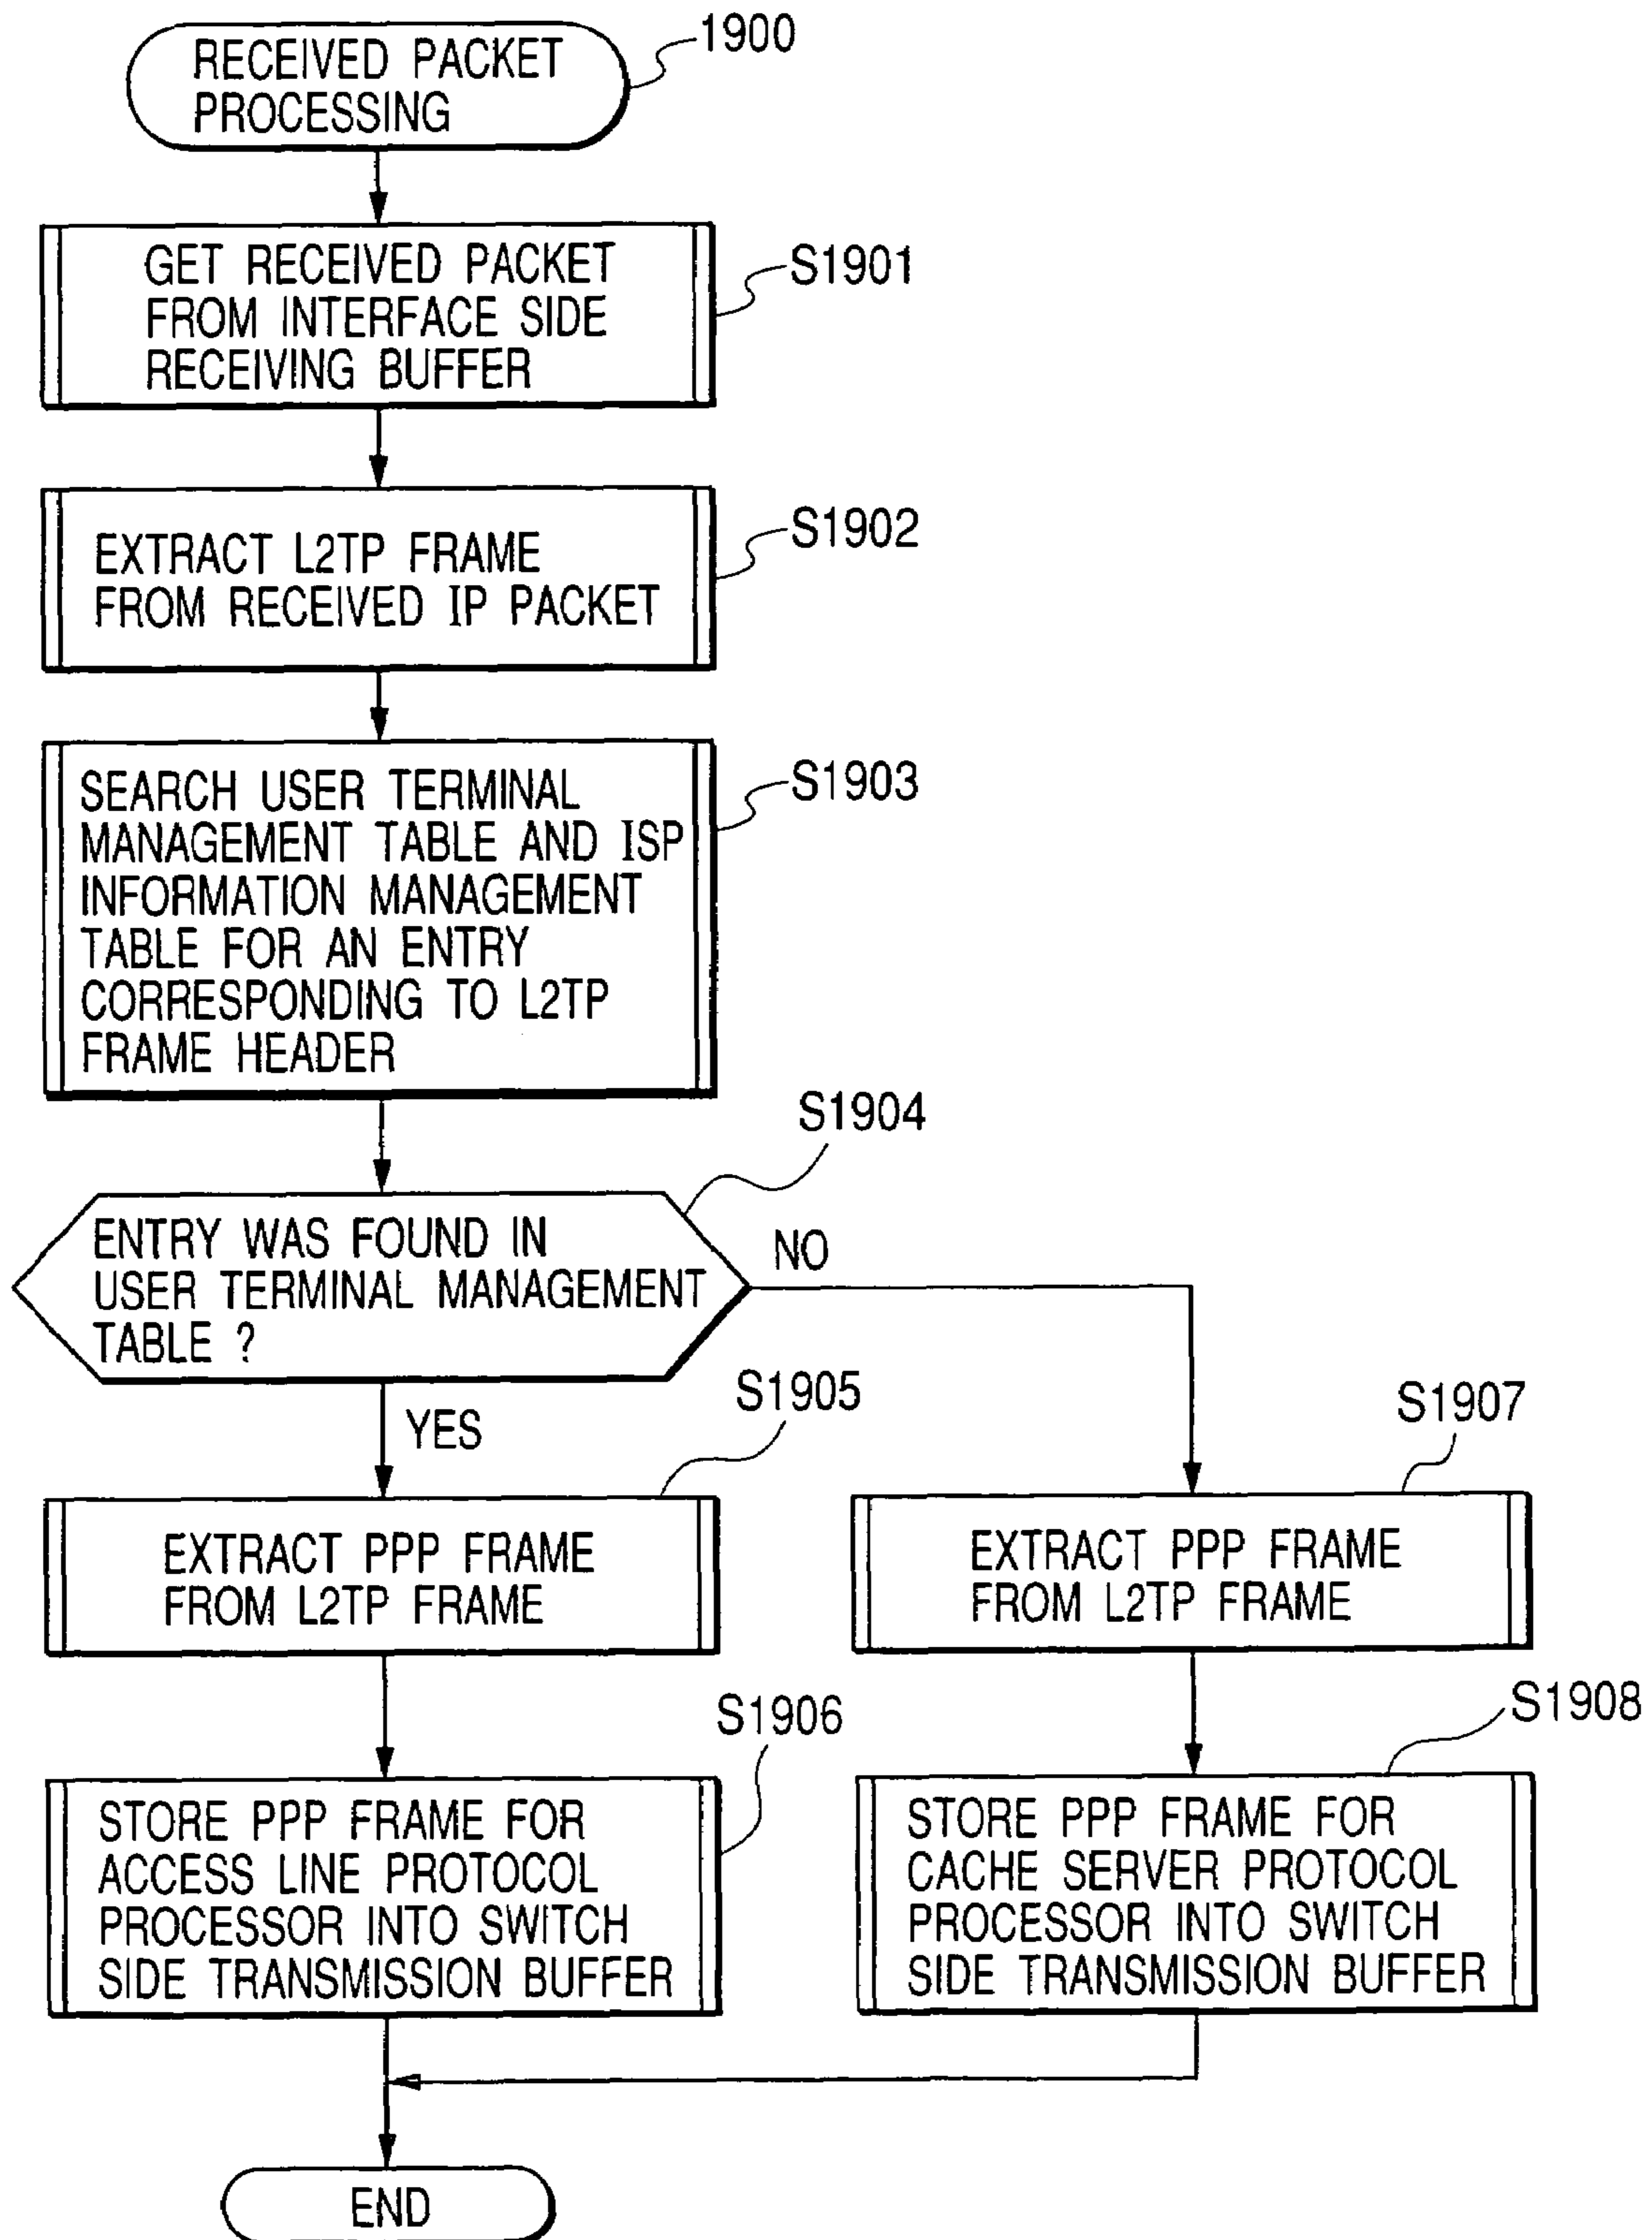 RECEIVED PACKET
PROCESSING
1900
GET RECEIVED PACKET
FROM INTERFACE SIDE
RECEIVING BUFFER
S1901
EXTRACT L2TP FRAME
FROM RECEIVED IP PACKET
S1902
SEARCH USER TERMINAL
MANAGEMENT TABLE AND ISP
INFORMATION MANAGEMENT
TABLE FOR AN ENTRY
CORRESPONDING TO L2TP
FRAME HEADER
S1903
S1904
ENTRY WAS FOUND IN
USER TERMINAL MANAGEMENT
TABLE ?
NO
YES
S1905
EXTRACT PPP FRAME
FROM L2TP FRAME
S1907
EXTRACT PPP FRAME
FROM L2TP FRAME
S1906
STORE PPP FRAME FOR
ACCESS LINE PROTOCOL
PROCESSOR INTO SWITCH
SIDE TRANSMISSION BUFFER
S1908
STORE PPP FRAME FOR
CACHE SERVER PROTOCOL
PROCESSOR INTO SWITCH
SIDE TRANSMISSION BUFFER
END